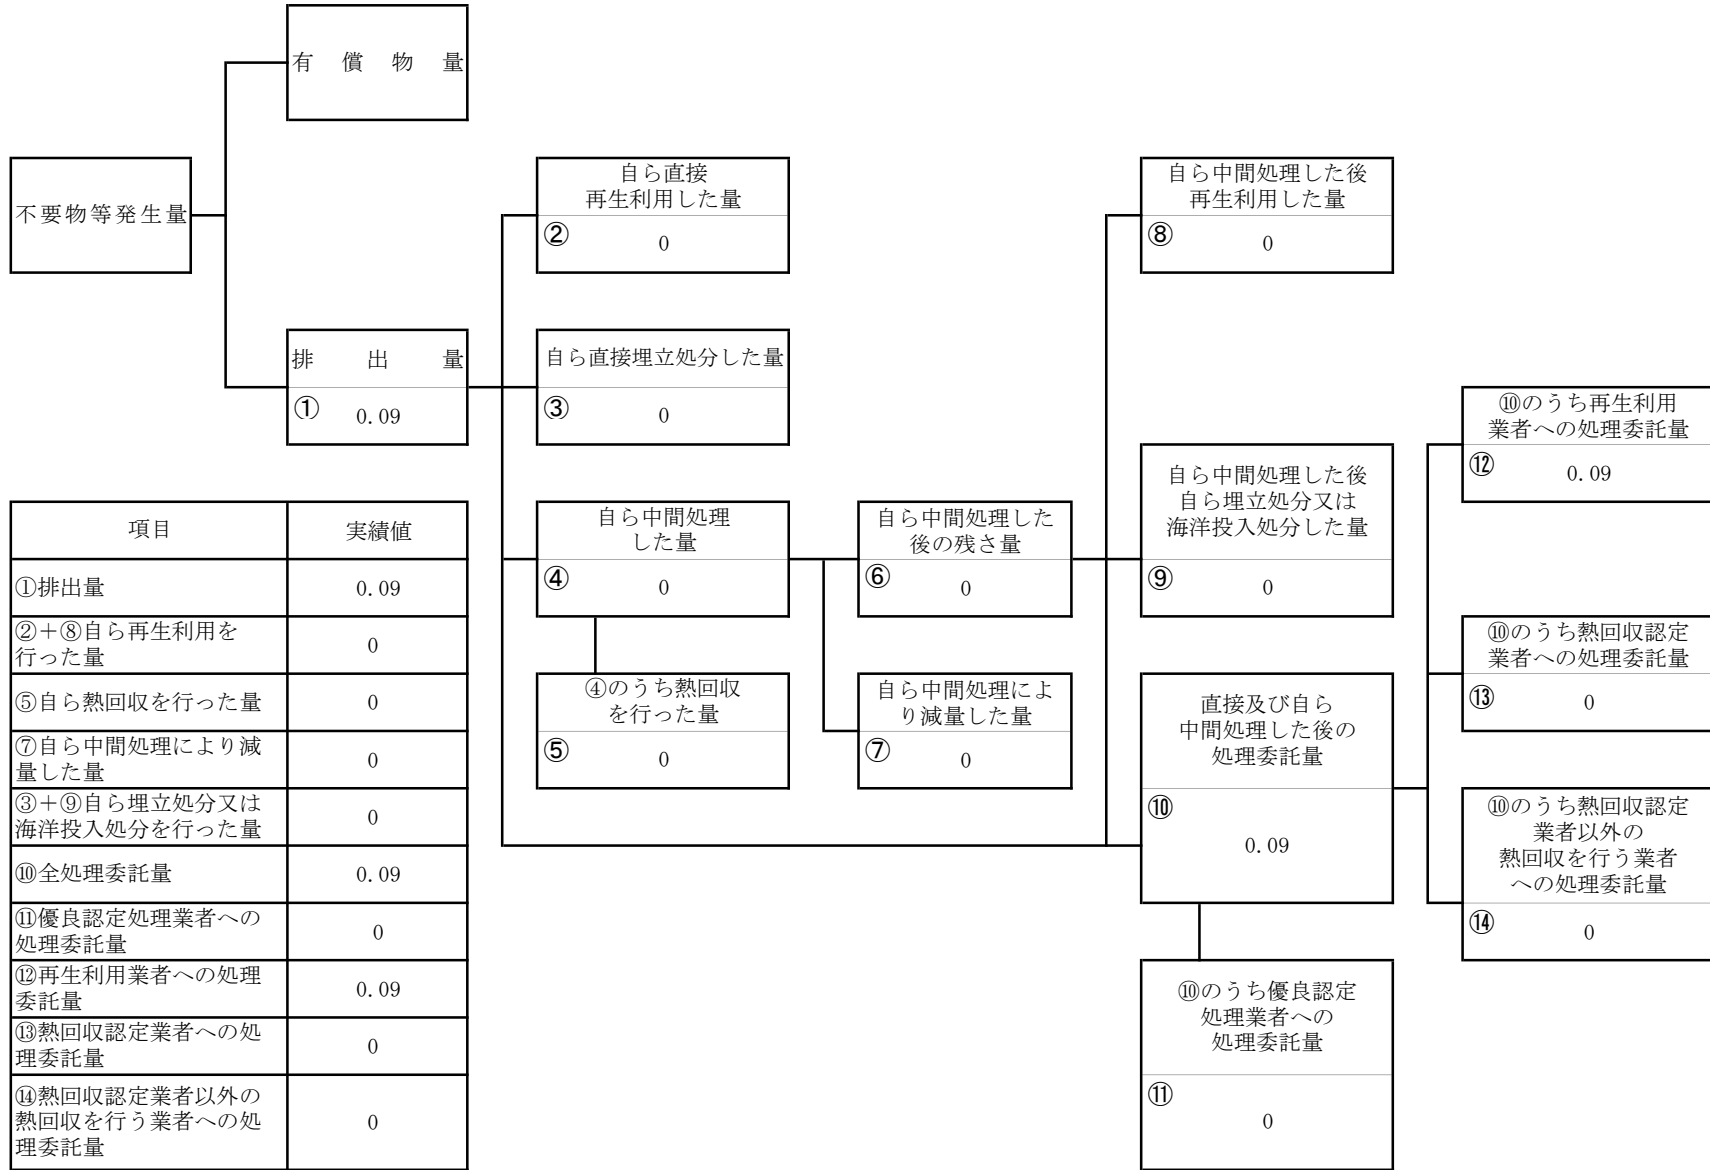 有償物量
不要物等発生量
自ら直接
再生利用した量
②
0
自ら中間処理した後
再生利用した量
⑧
0
排出量
①
0.09
自ら直接埋立処分した量
③
0
⑩のうち再生利用
業者への処理委託量
⑫
0.09
自ら中間処理した後
自ら埋立処分又は
海洋投入処分した量
⑨
0
自ら中間処理
した量
④
0
自ら中間処理した
後の残さ量
⑥
0
⑩のうち熱回収認定
業者への処理委託量
⑬
0
④のうち熱回収
を行った量
⑤
0
自ら中間処理によ
り減量した量
⑦
0
直接及び自ら
中間処理した後の
処理委託量
⑩
0.09
⑩のうち熱回収認定
業者以外の
熱回収を行う業者
への処理委託量
⑭
0
⑩のうち優良認定
処理業者への
処理委託量
⑪
0
項目 実績値
①排出量 0.09
②+⑧自ら再生利用を
行った量
0
⑤自ら熱回収を行った量 0
⑦自ら中間処理により減
量した量
0
③+⑨自ら埋立処分又は
海洋投入処分を行った量
0
⑩全処理委託量 0.09
⑪優良認定処理業者への
処理委託量
0
⑫再生利用業者への処理
委託量
0.09
⑬熱回収認定業者への処
理委託量
0
⑭熱回収認定業者以外の
熱回収を行う業者への処
理委託量
0